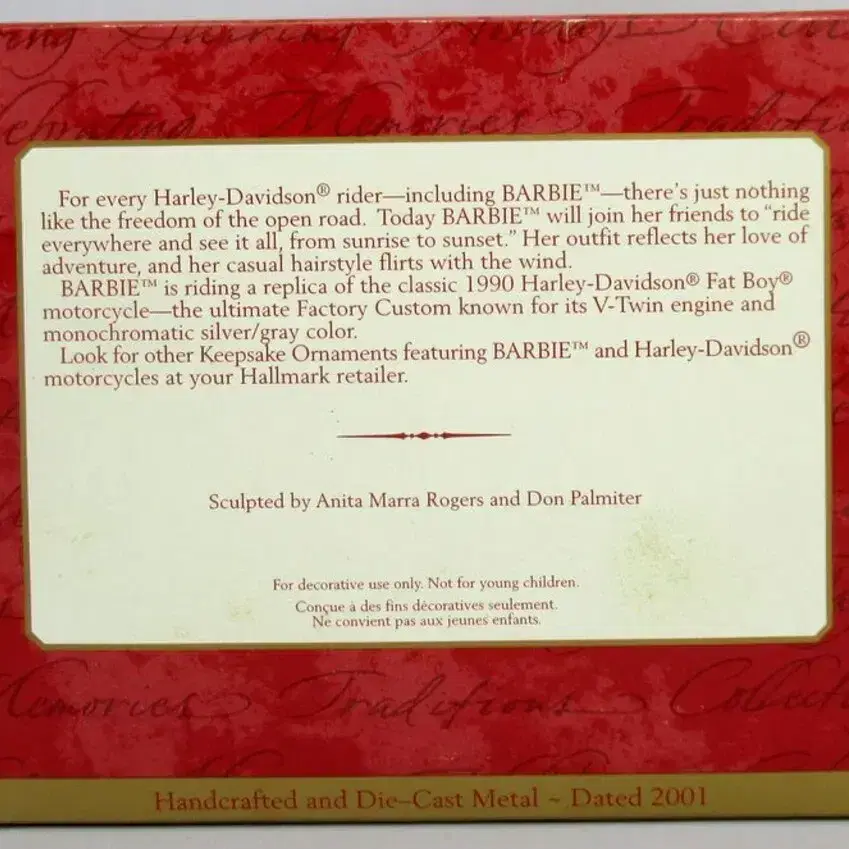 Sharing Holidays
Celebrating Memories Traditi
For every Harley-Davidson® rider—including BARBIE™—there's just nothing
like the freedom of the open road. Today BARBIE™ will join her friends to "ride
everywhere and see it all, from sunrise to sunset." Her outfit reflects her love of
adventure, and her casual hairstyle flirts with the wind.
BARBIE™ is riding a replica of the classic 1990 Harley-Davidson® Fat Boy®
motorcycle—the ultimate Factory Custom known for its V-Twin engine and
monochromatic silver/gray color.
Look for other Keepsake Ornaments featuring BARBIE™ and Harley-Davidson®
motorcycles at your Hallmark retailer.
Sculpted by Anita Marra Rogers and Don Palmiter
For decorative use only. Not for young children.
Conçue à des fins décoratives seulement.
Ne convient pas aux jeunes enfants.
Memories Traditions Collect
Handcrafted and Die-Cast Metal ~ Dated 2001